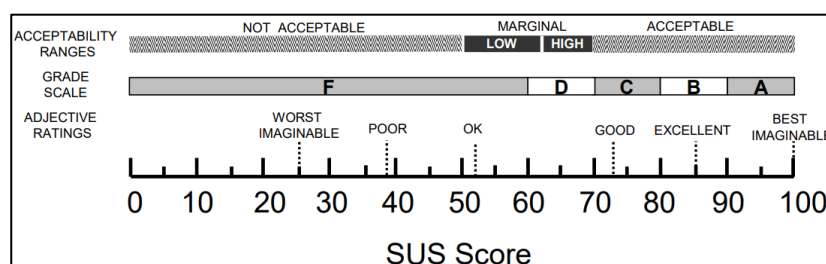 ACCEPTABILITY RANGES
NOT ACCEPTABLE
MARGINAL
ACCEPTABLE
LOW
HIGH
GRADE SCALE
F
D
C
B
A
ADJECTIVE RATINGS
WORST IMAGINABLE
POOR
OK
GOOD
EXCELLENT
BEST IMAGINABLE
0 10 20 30 40 50 60 70 80 90 100
SUS Score